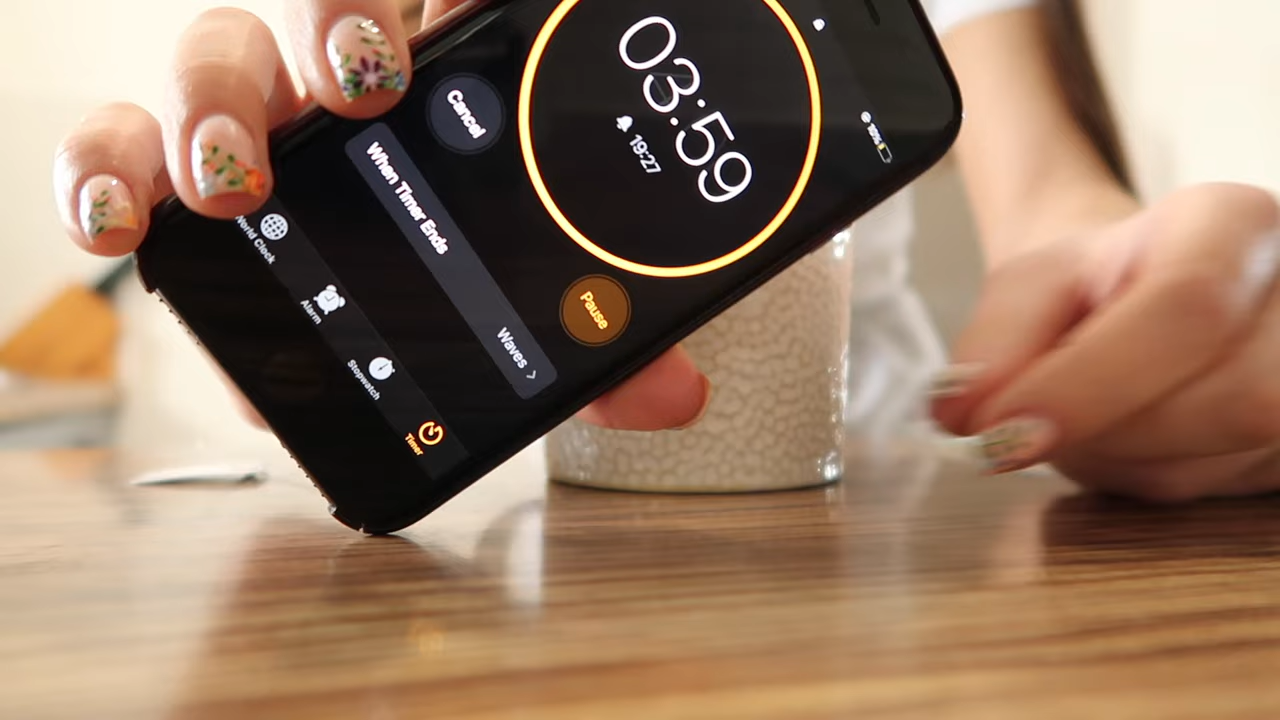 03:59
19:27
Cancel
Pause
When Timer Ends
Waves
World Clock
Alarm
Stopwatch
Timer